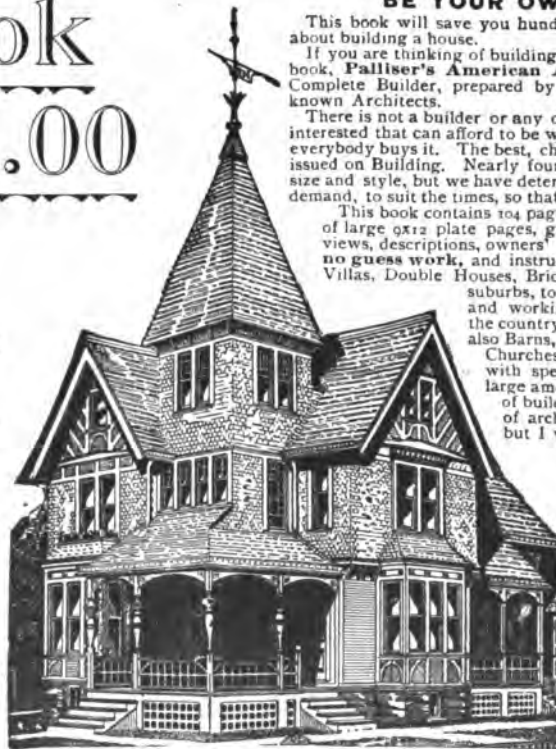 ok
.00
BE YOUR OW
This book will save you hund
about building a house.
If you are thinking of building
book, Palliser's American A
Complete Builder, prepared by
known Architects.
There is not a builder or any o
interested that can afford to be w
everybody buys it. The best, ch
issued on Building. Nearly four
size and style, but we have deter
demand, to suit the times, so that
This book contains 104 pag
of large 9x12 plate pages, g
views, descriptions, owners'
no guess work, and instru
Villas, Double Houses, Bric
suburbs, to
and worki
the country
also Barns,
Churches
with spe
large am
of build
of arch
but I v